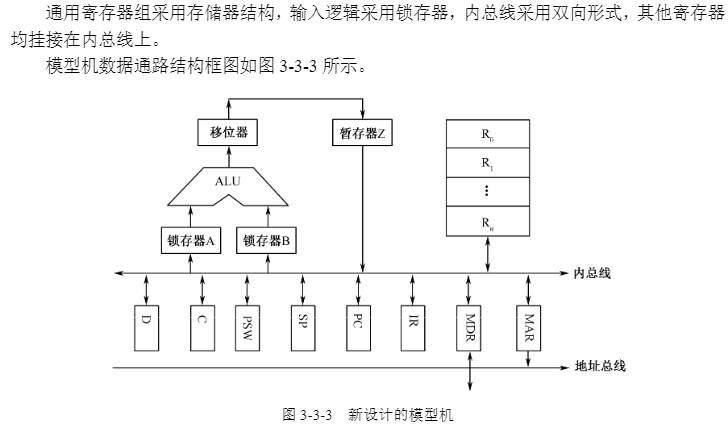 通用寄存器组采用存储器结构，输入逻辑采用锁存器，内总线采用双向形式，其他寄存器
均挂接在内总线上。
模型机数据通路结构框图如图 3-3-3 所示。
移位器
暂存器Z
R0
R1
⋮
Rn
ALU
锁存器A
锁存器B
内总线
D
C
PSW
SP
PC
IR
MDR
MAR
地址总线
图 3-3-3 新设计的模型机